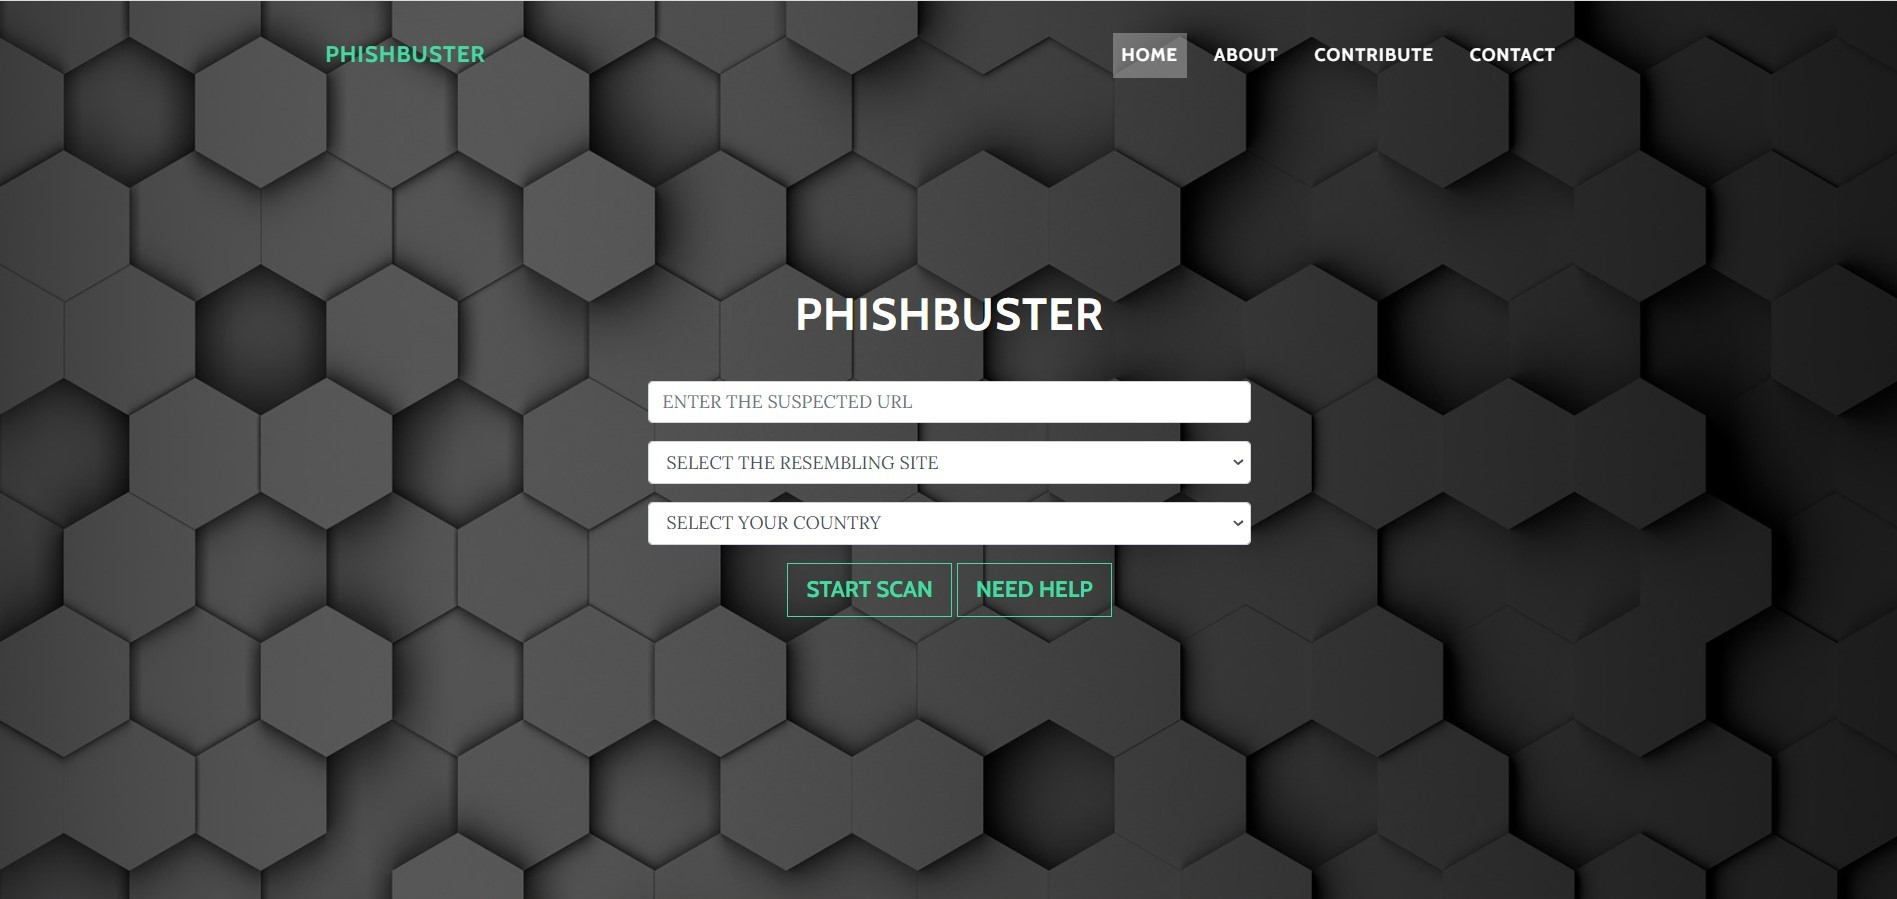 PHISHBUSTER
HOME ABOUT CONTRIBUTE CONTACT
PHISHBUSTER
ENTER THE SUSPECTED URL
SELECT THE RESEMBLING SITE
SELECT YOUR COUNTRY
START SCAN NEED HELP